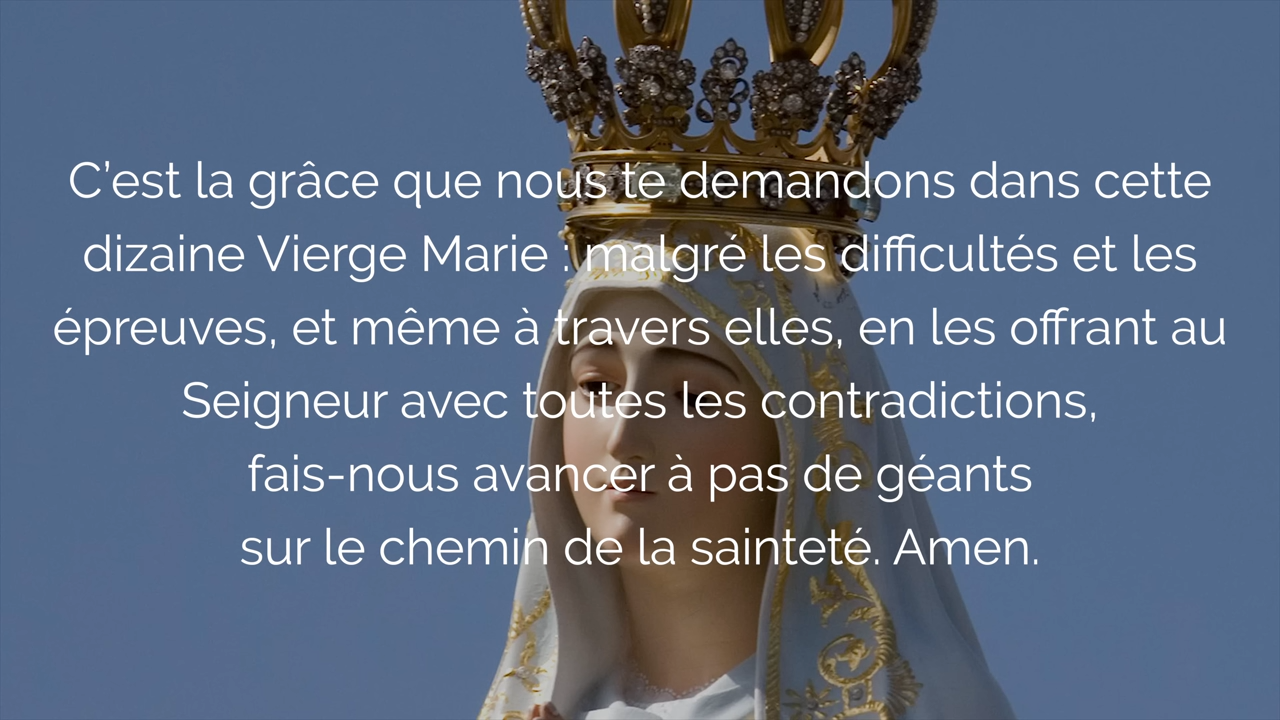 C’est la grâce que nous te demandons dans cette
dizaine Vierge Marie : malgré les difficultés et les
épreuves, et même à travers elles, en les offrant au
Seigneur avec toutes les contradictions,
fais-nous avancer à pas de géants
sur le chemin de la sainteté. Amen.